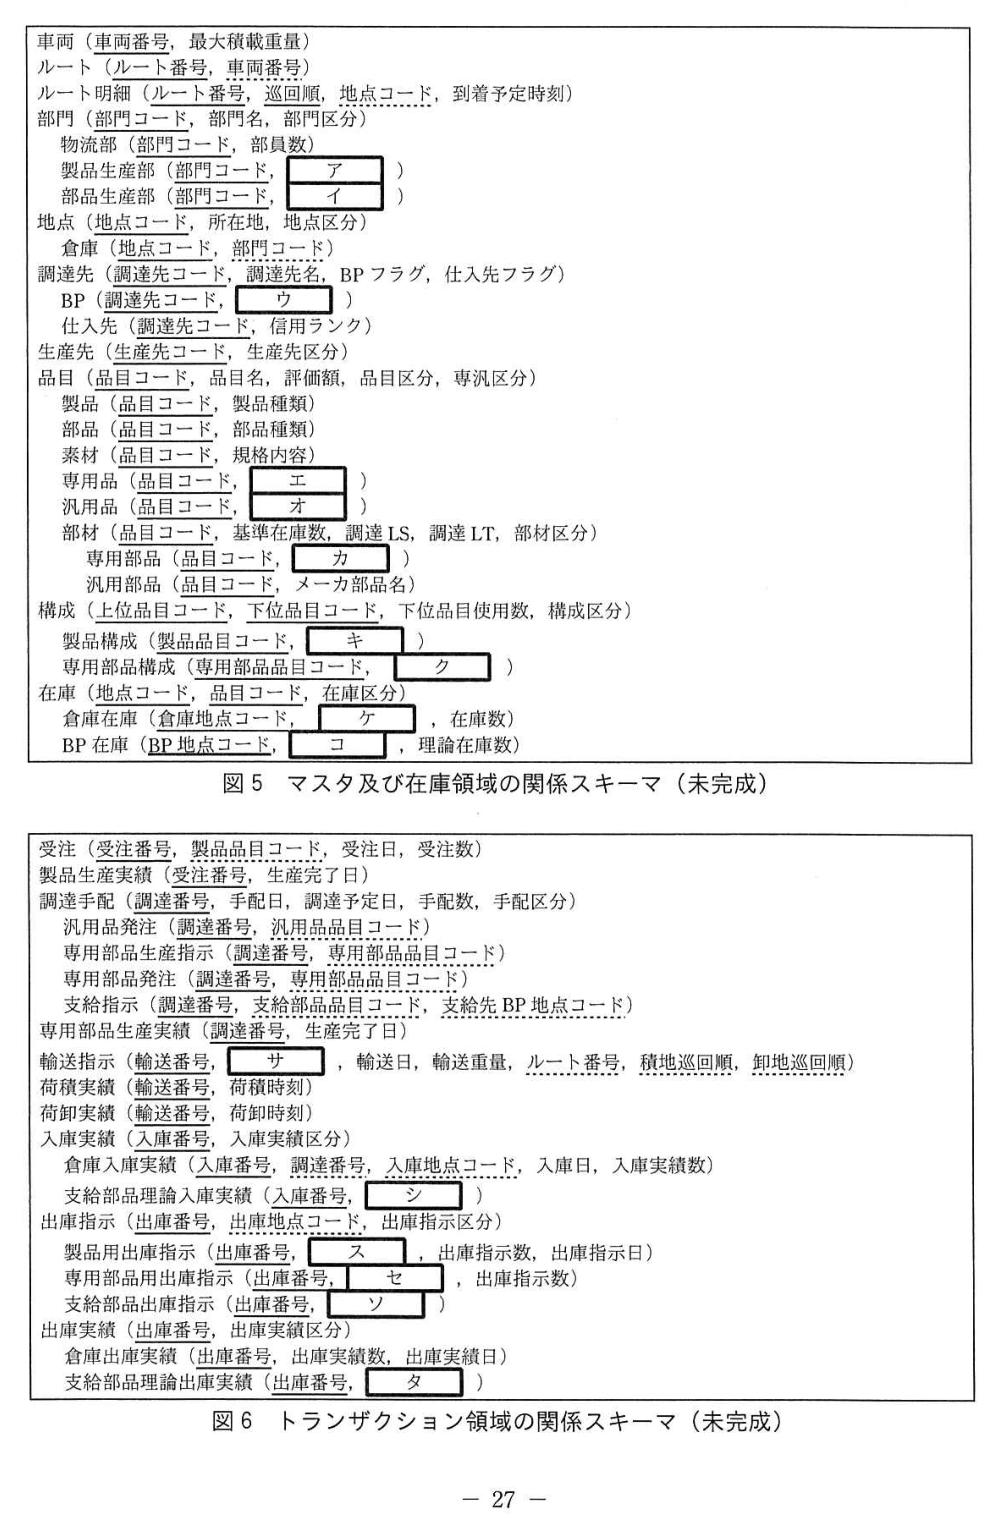 車両（車両番号，最大積載重量）
ルート（ルート番号，車両番号）
ルート明細（ルート番号，巡回順，地点コード，到着予定時刻）
部門（部門コード，部門名，部門区分）
物流部（部門コード，部員数）
製品生産部（部門コード，　ア　）
部品生産部（部門コード，　イ　）
地点（地点コード，所在地，地点区分）
倉庫（地点コード，部門コード）
調達先（調達先コード，調達先名，BP フラグ，仕入先フラグ）
BP（調達先コード，　ウ　）
仕入先（調達先コード，信用ランク）
生産先（生産先コード，生産先区分）
品目（品目コード，品目名，評価額，品目区分，専汎区分）
製品（品目コード，製品種類）
部品（品目コード，部品種類）
素材（品目コード，規格内容）
専用品（品目コード，　エ　）
汎用品（品目コード，　オ　）
部材（品目コード，基準在庫数，調達 LS，調達 LT，部材区分）
専用部品（品目コード，　カ　）
汎用部品（品目コード，メーカ部品名）
構成（上位品目コード，下位品目コード，下位品目使用数，構成区分）
製品構成（製品品目コード，　キ　）
専用部品構成（専用部品品目コード，　ク　）
在庫（地点コード，品目コード，在庫区分）
倉庫在庫（倉庫地点コード，　ケ　，在庫数）
BP 在庫（BP 地点コード，　コ　，理論在庫数）
図５　マスタ及び在庫領域の関係スキーマ（未完成）
受注（受注番号，製品品目コード，受注日，受注数）
製品生産実績（受注番号，生産完了日）
調達手配（調達番号，手配日，調達予定日，手配数，手配区分）
汎用品発注（調達番号，汎用品品目コード）
専用部品生産指示（調達番号，専用部品品目コード）
専用部品発注（調達番号，専用部品品目コード）
支給指示（調達番号，支給部品品目コード，支給先 BP 地点コード）
専用部品生産実績（調達番号，生産完了日）
輸送指示（輸送番号，　サ　，輸送日，輸送重量，ルート番号，積地巡回順，卸地巡回順）
荷積実績（輸送番号，荷積時刻）
荷卸実績（輸送番号，荷卸時刻）
入庫実績（入庫番号，入庫実績区分）
倉庫入庫実績（入庫番号，調達番号，入庫地点コード，入庫日，入庫実績数）
支給部品理論入庫実績（入庫番号，　シ　）
出庫指示（出庫番号，出庫地点コード，出庫指示区分）
製品用出庫指示（出庫番号，　ス　，出庫指示数，出庫指示日）
専用部品用出庫指示（出庫番号，　セ　，出庫指示数）
支給部品出庫指示（出庫番号，　ソ　）
出庫実績（出庫番号，出庫実績区分）
倉庫出庫実績（出庫番号，出庫実績数，出庫実績日）
支給部品理論出庫実績（出庫番号，　タ　）
図６　トランザクション領域の関係スキーマ（未完成）
－ 27 －